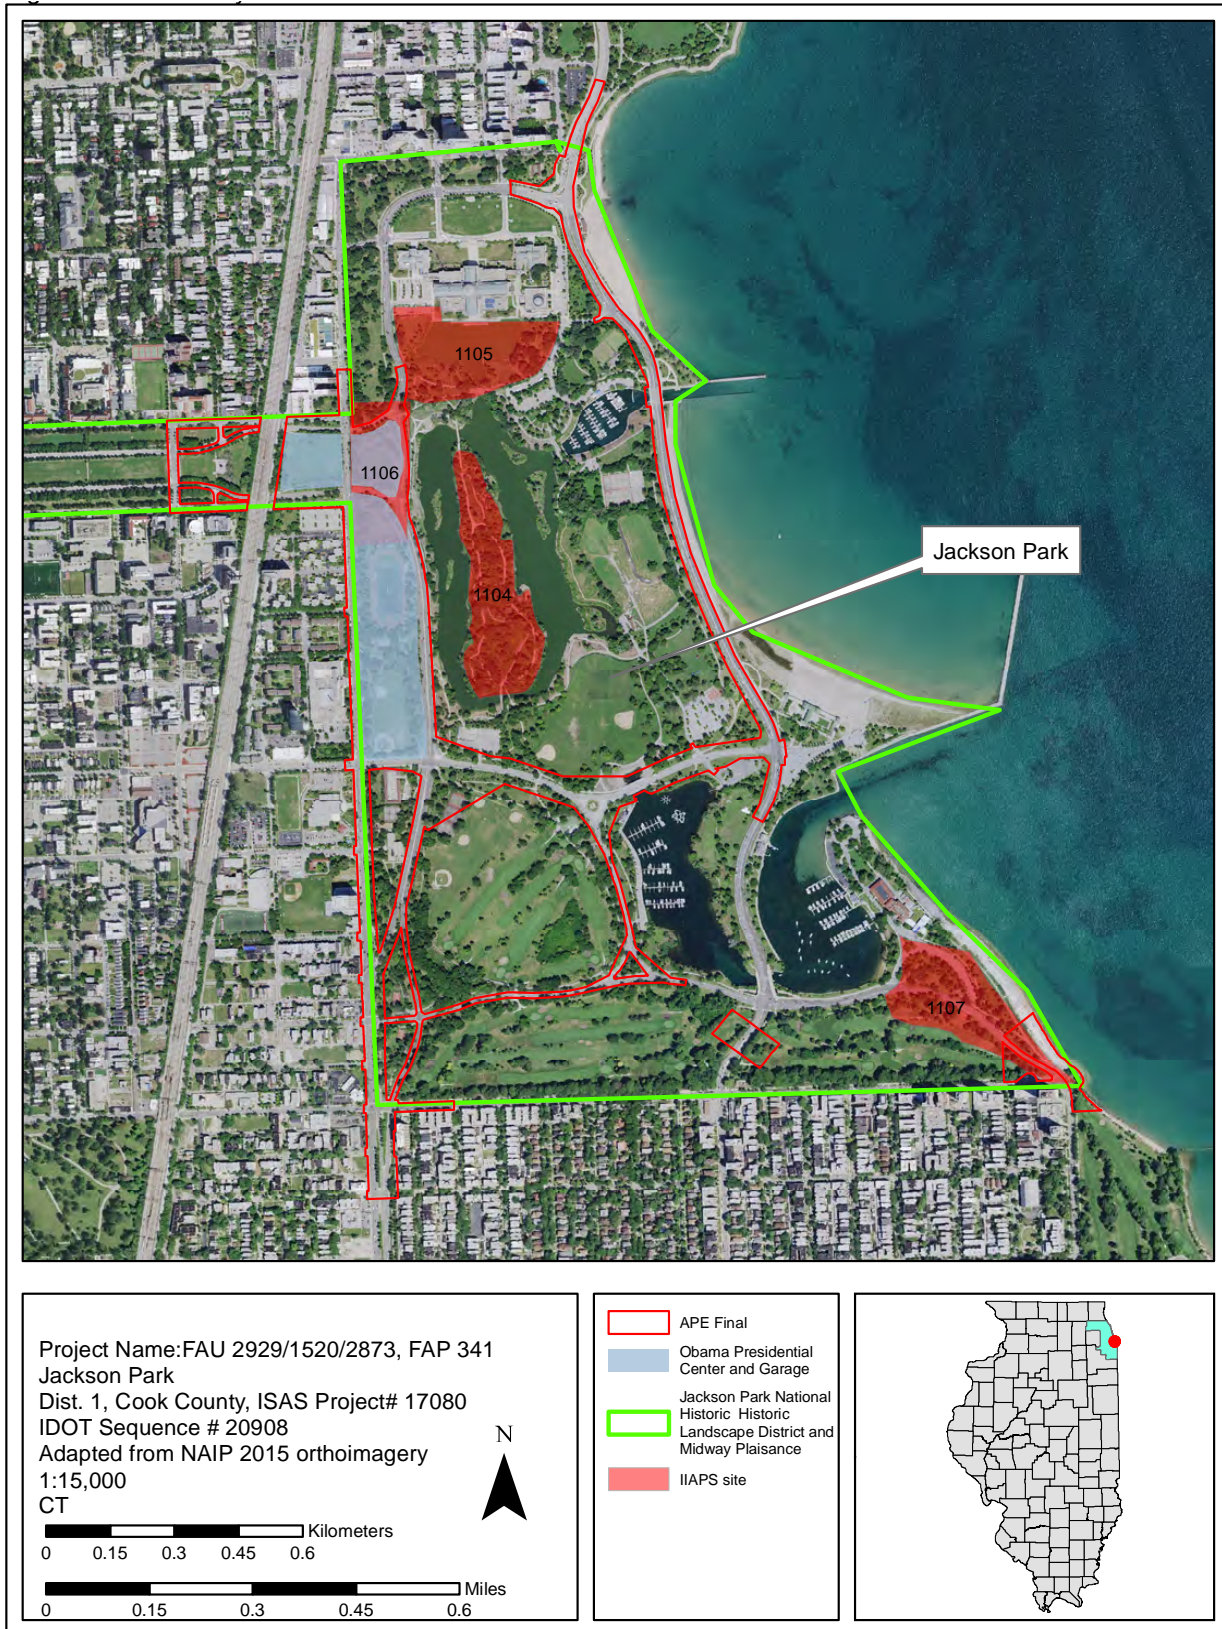 1105
1106
1104
Jackson Park
1107
Project Name:FAU 2929/1520/2873, FAP 341
Jackson Park
Dist. 1, Cook County, ISAS Project# 17080
IDOT Sequence # 20908
Adapted from NAIP 2015 orthoimagery
1:15,000
CT
N
Kilometers
0 0.15 0.3 0.45 0.6
Miles
0 0.15 0.3 0.45 0.6
APE Final
Obama Presidential
Center and Garage
Jackson Park National
Historic Historic
Landscape District and
Midway Plaisance
IIAPS site